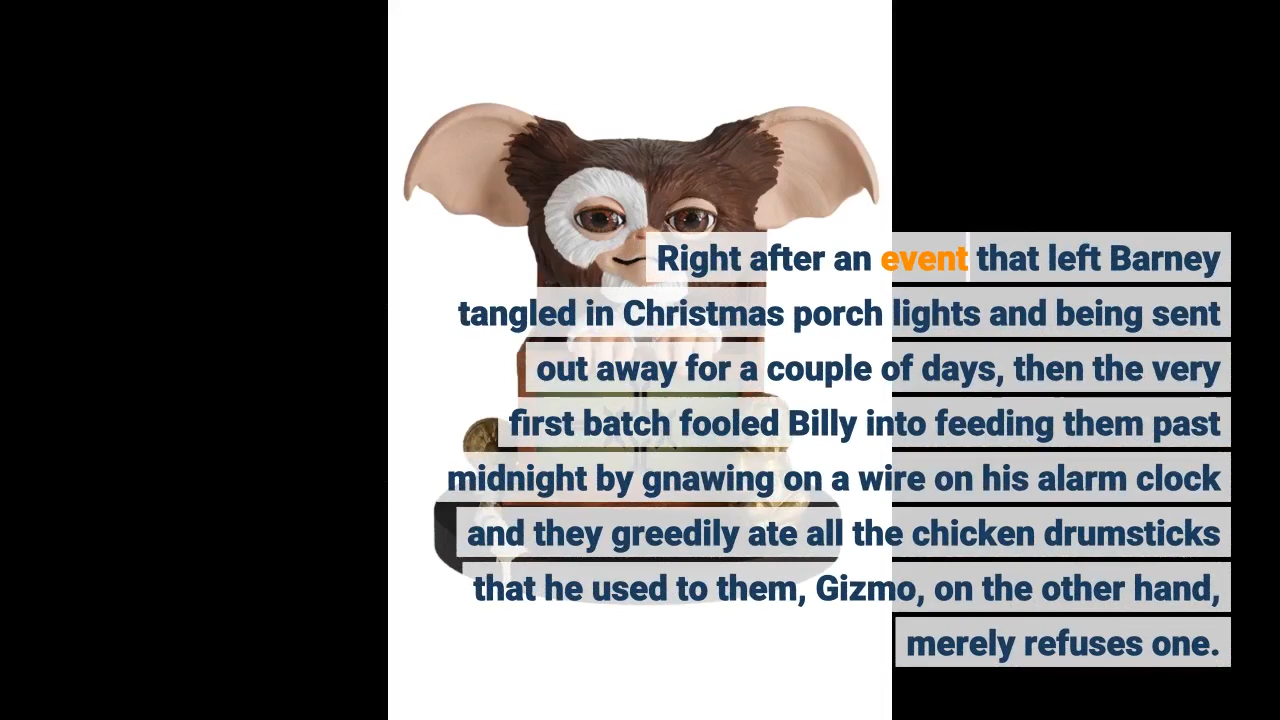 Right after an event that left Barney
tangled in Christmas porch lights and being sent
out away for a couple of days, then the very
first batch fooled Billy into feeding them past
midnight by gnawing on a wire on his alarm clock
and they greedily ate all the chicken drumsticks
that he used to them, Gizmo, on the other hand,
merely refuses one.